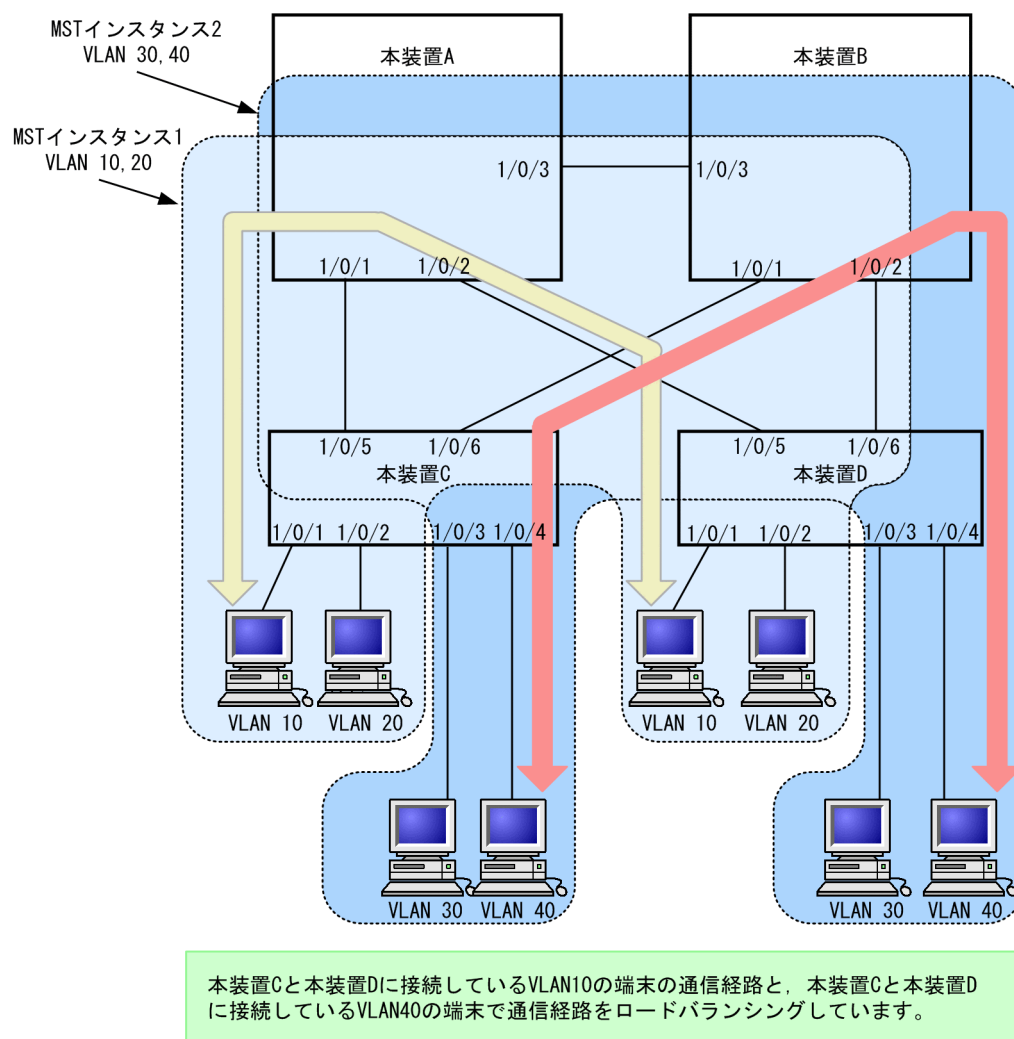 MSTインスタンス2
VLAN 30,40
本装置A
本装置B
MSTインスタンス1
VLAN 10,20
1/0/3
1/0/3
1/0/1
1/0/2
1/0/1
1/0/2
1/0/5
1/0/6
1/0/5
1/0/6
本装置C
本装置D
1/0/1
1/0/2
1/0/3
1/0/4
1/0/1
1/0/2
1/0/3
1/0/4
VLAN 10
VLAN 20
VLAN 10
VLAN 20
VLAN 30
VLAN 40
VLAN 30
VLAN 40
本装置Cと本装置Dに接続しているVLAN10の端末の通信経路と，本装置Cと本装置D
に接続しているVLAN40の端末で通信経路をロードバランシングしています。